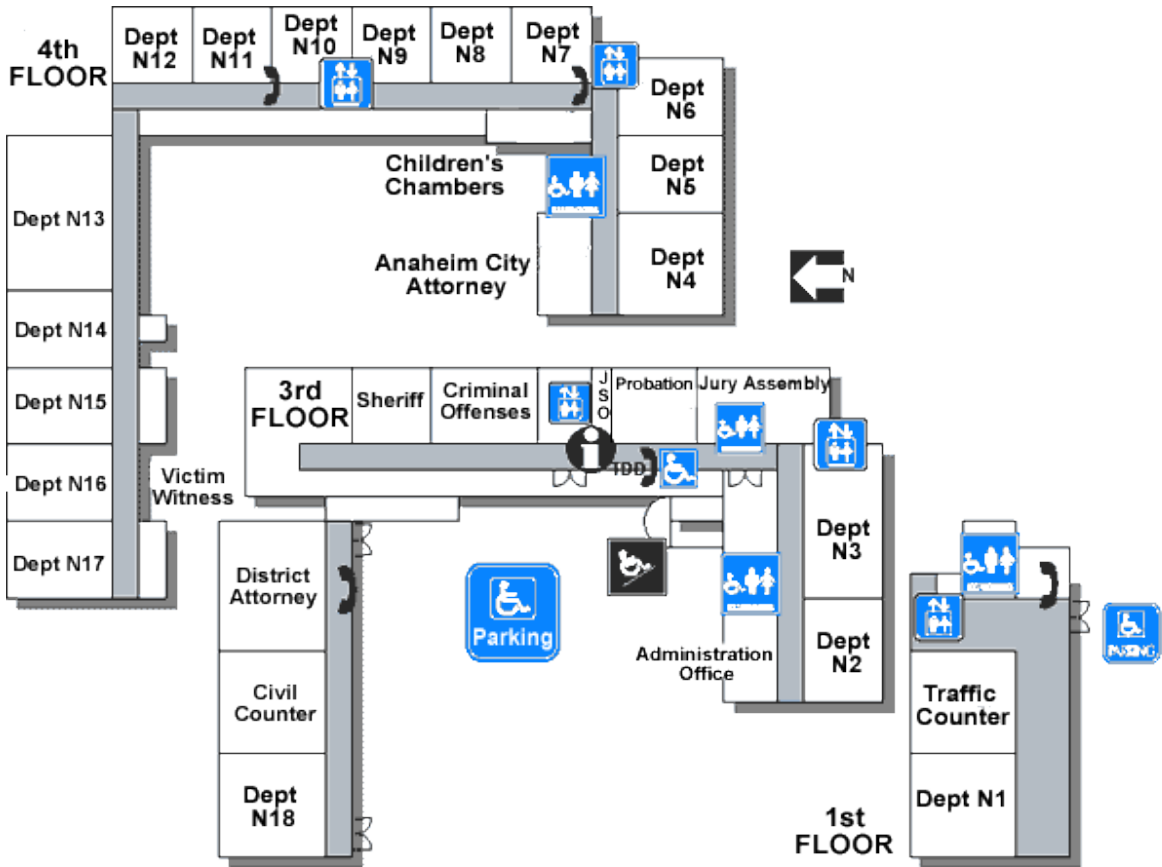 4th
FLOOR
Dept
N12
Dept
N11
Dept
N10
Dept
N9
Dept
N8
Dept
N7
Dept
N6
Dept
N5
Dept
N4
Children's
Chambers
Anaheim City
Attorney
Dept N13
Dept N14
Dept N15
Dept N16
Dept N17
Victim
Witness
N
3rd
FLOOR
Sheriff
Criminal
Offenses
J
S
O
Probation
Jury Assembly
i
TDD
Dept
N3
Dept
N2
Administration
Office
District
Attorney
Civil
Counter
Dept
N18
Parking
PARKING
Traffic
Counter
Dept N1
1st
FLOOR